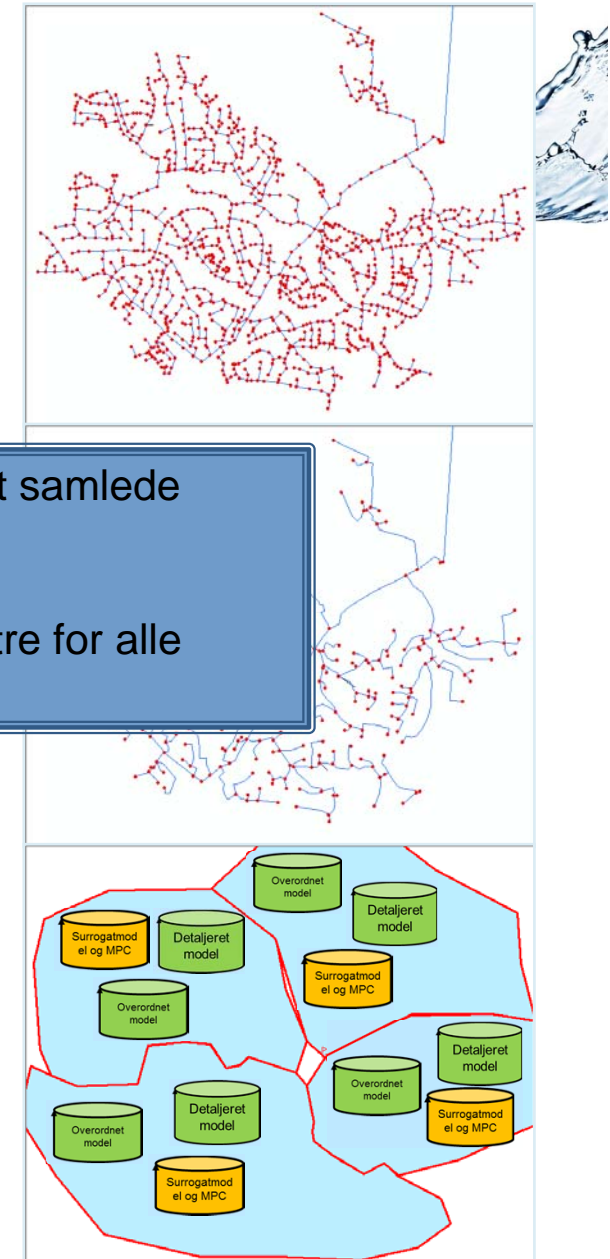 t samlede
tre for alle
Overordnet
model
Detaljeret
model
Surrogatmod
el og MPC
Surrogatmod
el og MPC
Detaljeret
model
Overordnet
model
Detaljeret
model
Overordnet
model
Surrogatmod
el og MPC
Overordnet
model
Detaljeret
model
Surrogatmod
el og MPC